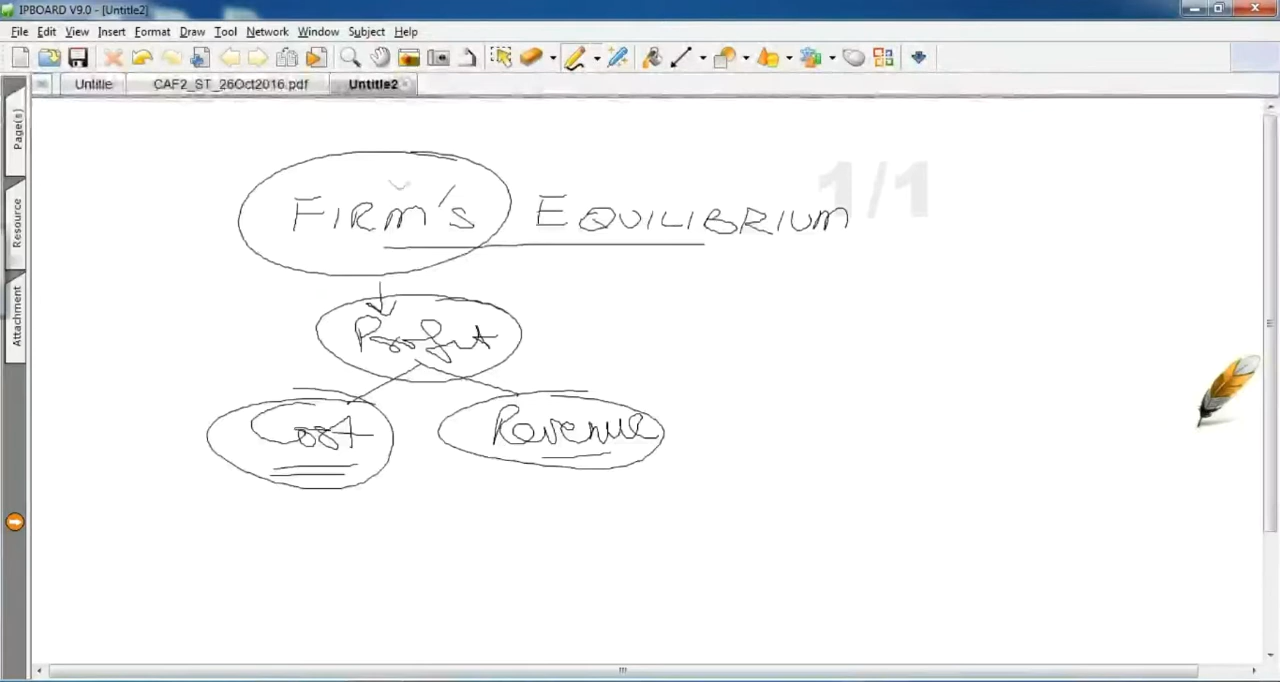 IPBOARD V9.0 - [Untitle2]
File Edit View Insert Format Draw Tool Network Window Subject Help
Untitle CAF2_ST_26Oct2016.pdf Untitle2
Page(s)
Resource
Attachment
1/1
FIRM'S EQUILIBRIUM
Profit
Cost Revenue